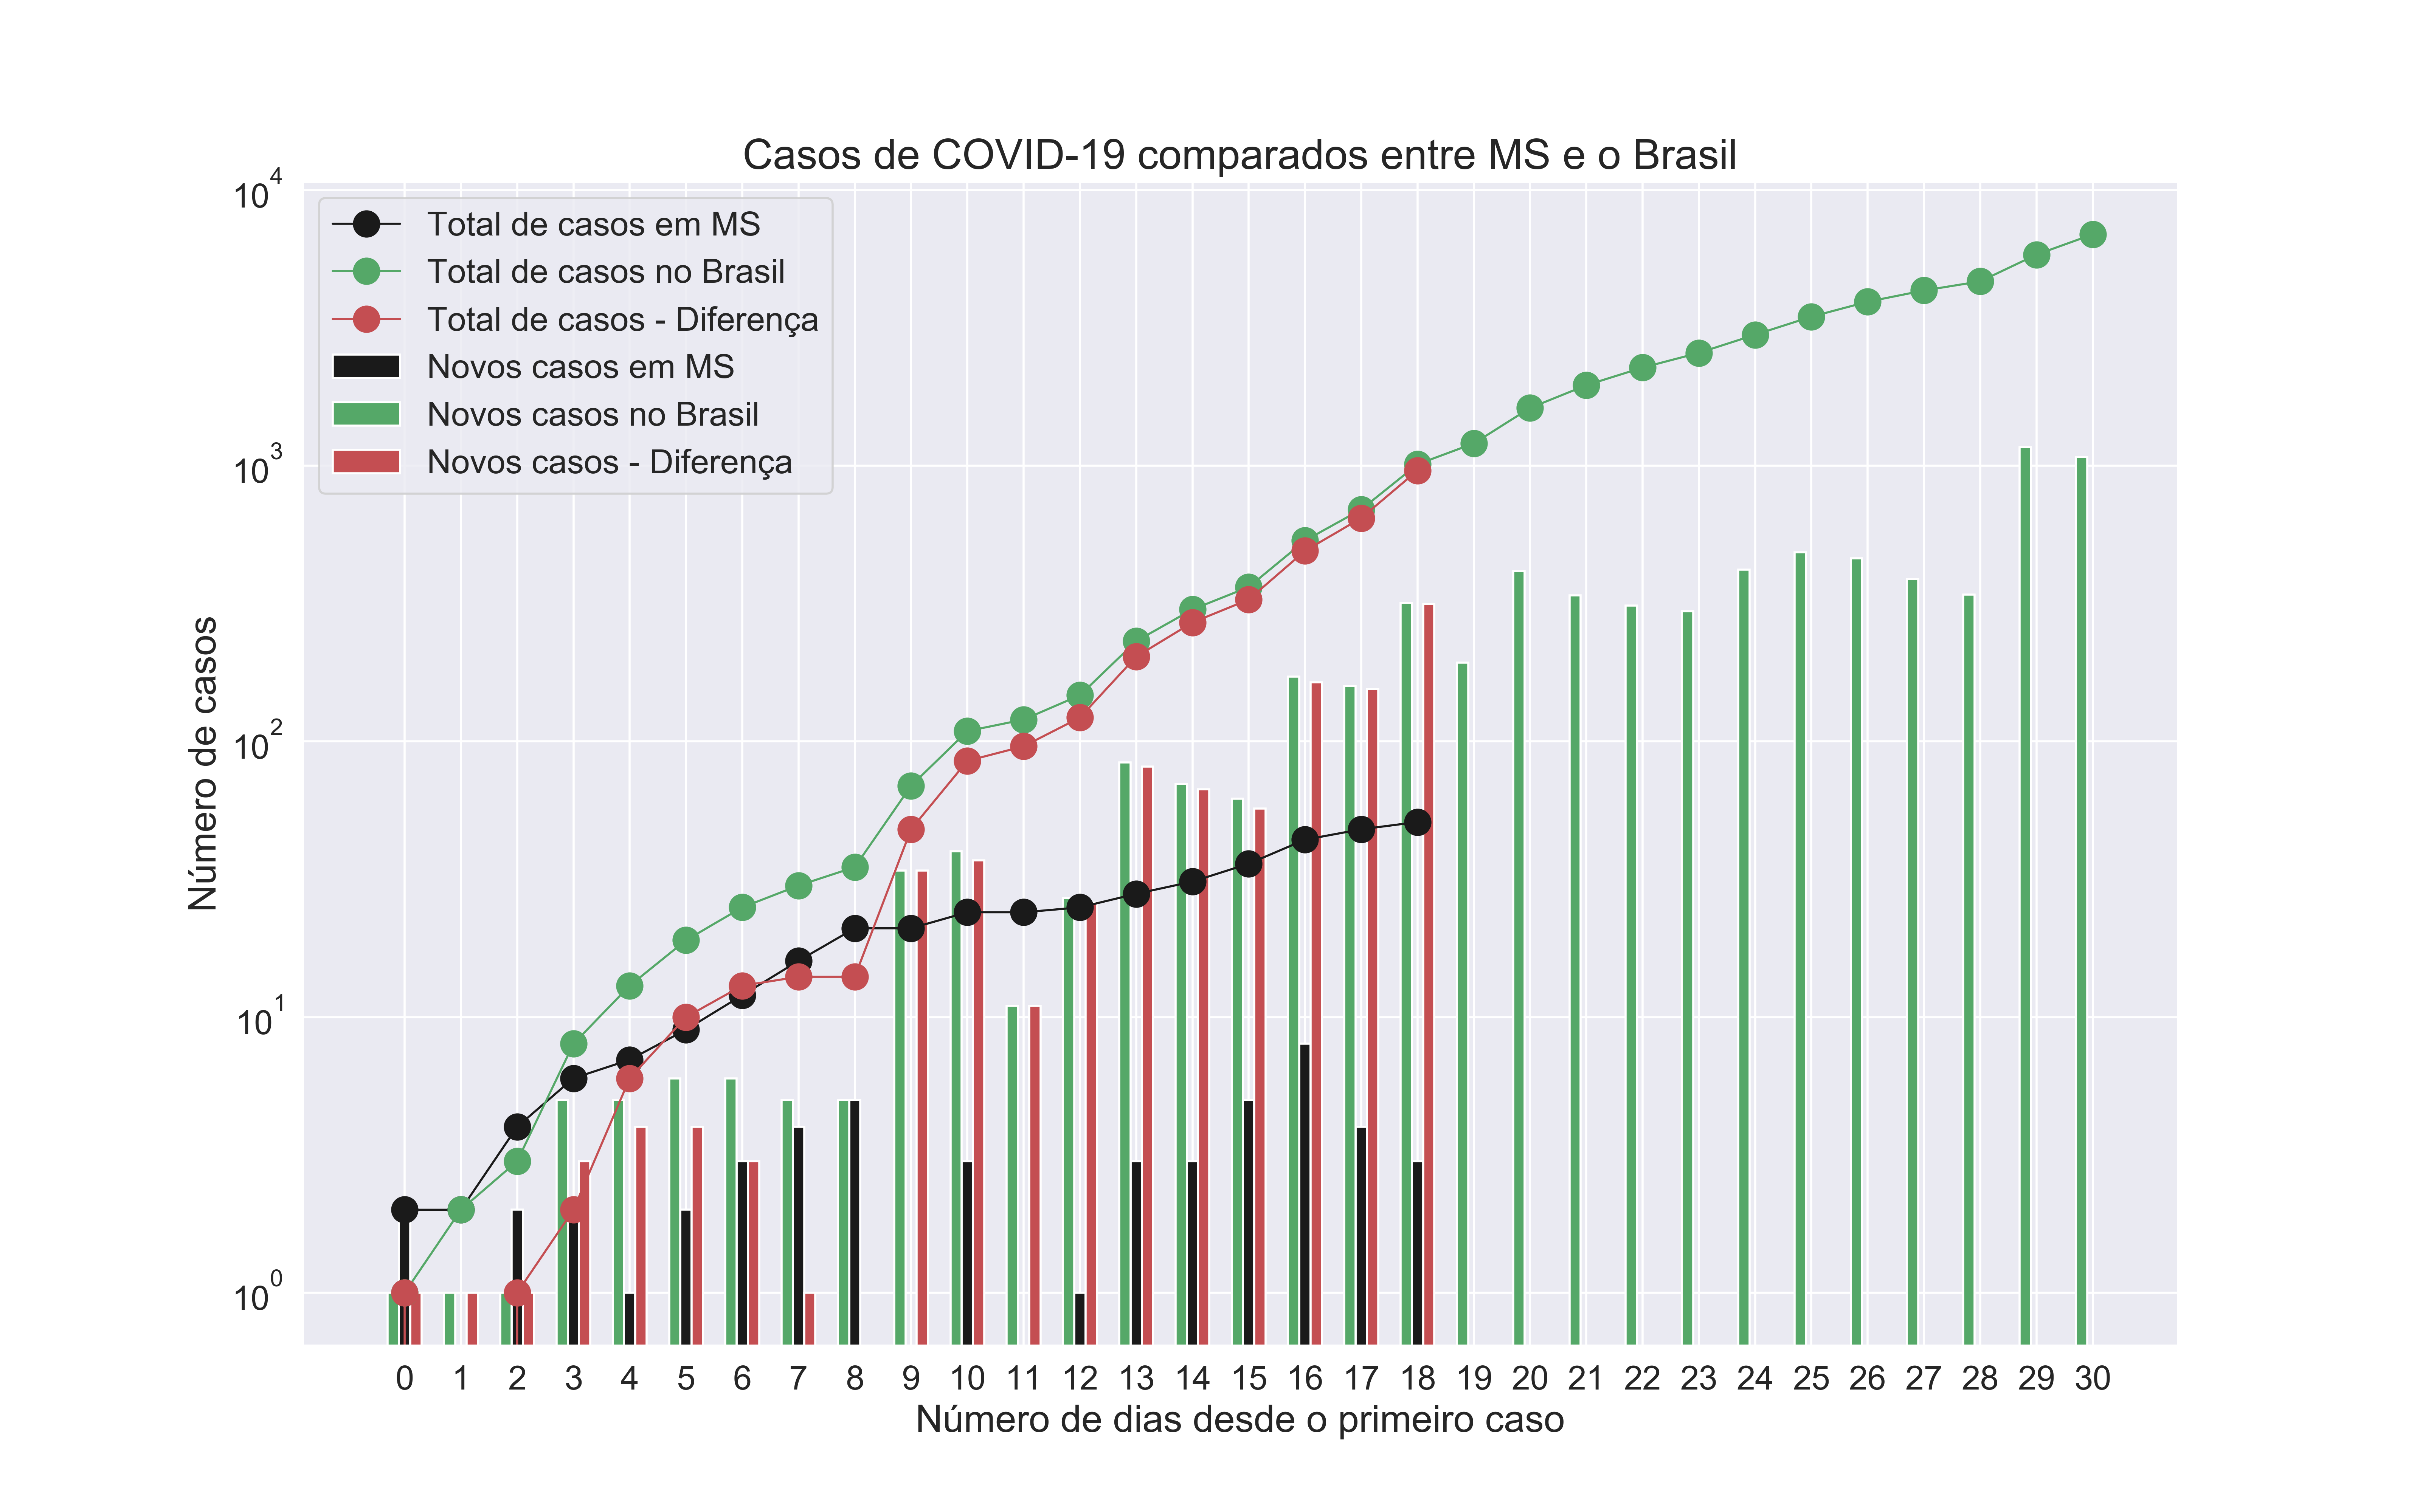 Casos de COVID-19 comparados entre MS e o Brasil
10^4
10^3
10^2
10^1
10^0
Número de casos
Total de casos em MS
Total de casos no Brasil
Total de casos - Diferença
Novos casos em MS
Novos casos no Brasil
Novos casos - Diferença
0 1 2 3 4 5 6 7 8 9 10 11 12 13 14 15 16 17 18 19 20 21 22 23 24 25 26 27 28 29 30
Número de dias desde o primeiro caso